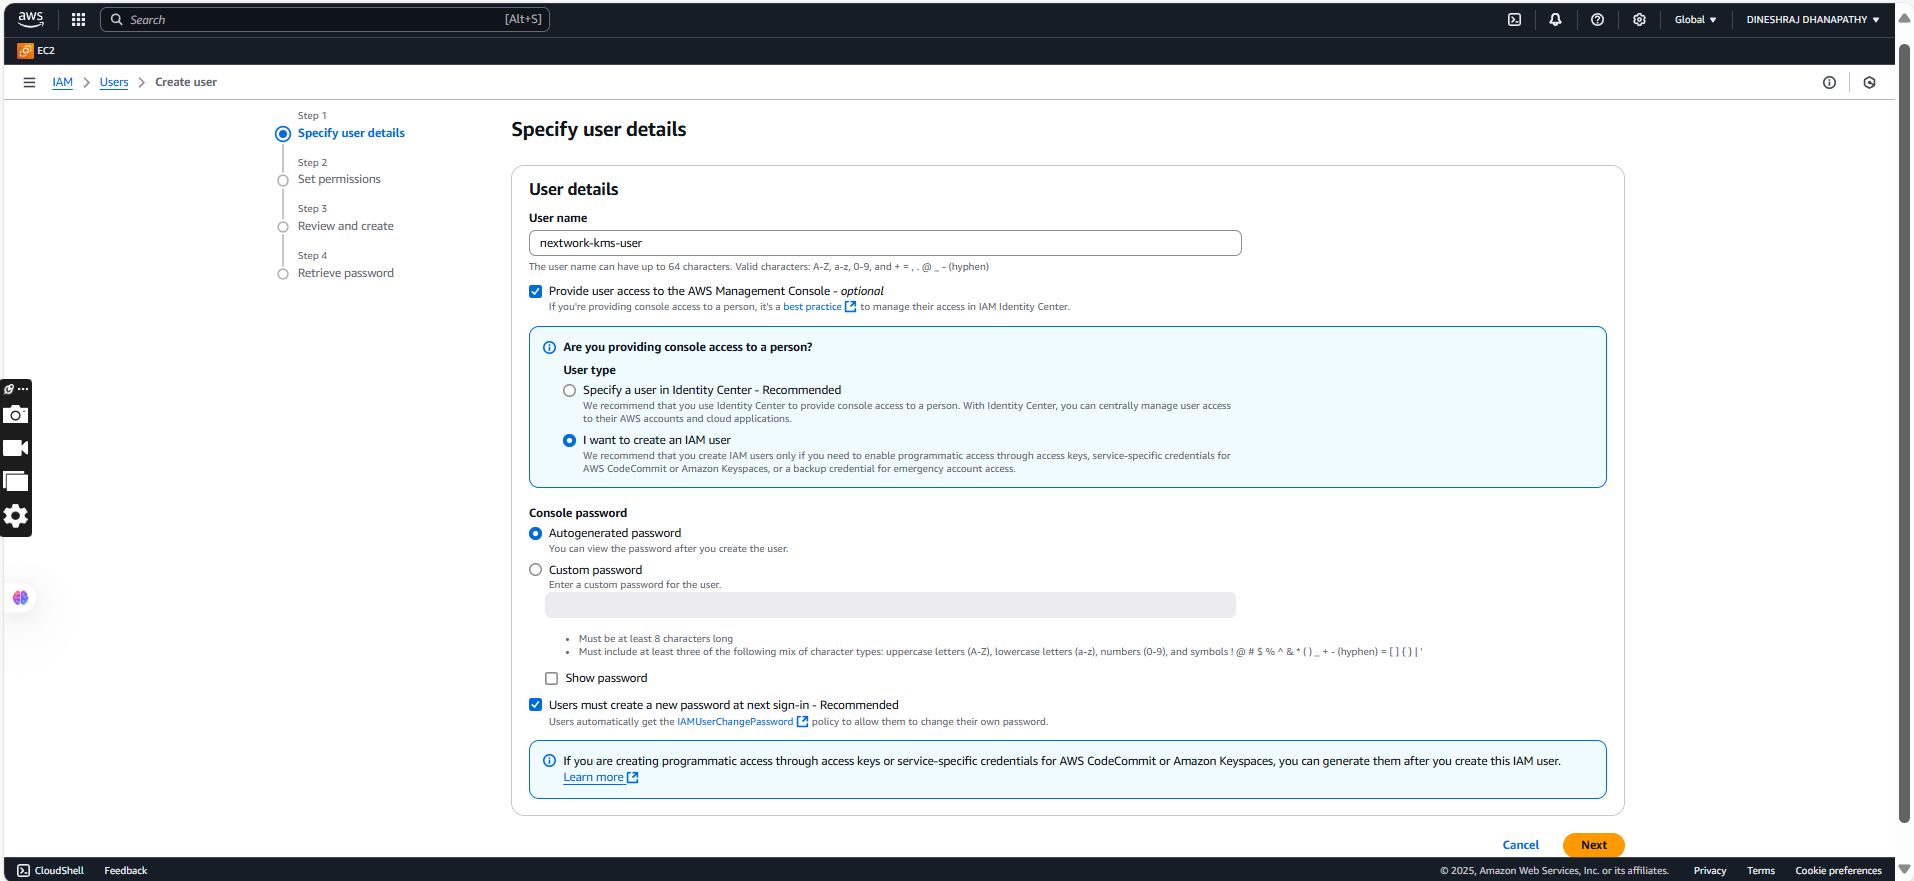 aws
Search [Alt+S]
Global ▼ DINESHRAJ DHANAPATHY ▼
EC2
IAM > Users > Create user
Step 1
Specify user details
Step 2
Set permissions
Step 3
Review and create
Step 4
Retrieve password
Specify user details
User details
User name
nextwork-kms-user
The user name can have up to 64 characters. Valid characters: A-Z, a-z, 0-9, and + = , . @ _ - (hyphen)
Provide user access to the AWS Management Console - optional
If you're providing console access to a person, it's a best practice to manage their access in IAM Identity Center.
Are you providing console access to a person?
User type
Specify a user in Identity Center - Recommended
We recommend that you use Identity Center to provide console access to a person. With Identity Center, you can centrally manage user access
to their AWS accounts and cloud applications.
I want to create an IAM user
We recommend that you create IAM users only if you need to enable programmatic access through access keys, service-specific credentials for
AWS CodeCommit or Amazon Keyspaces, or a backup credential for emergency account access.
Console password
Autogenerated password
You can view the password after you create the user.
Custom password
Enter a custom password for the user.
• Must be at least 8 characters long
• Must include at least three of the following mix of character types: uppercase letters (A-Z), lowercase letters (a-z), numbers (0-9), and symbols ! @ # $ % ^ & * ( ) _ + - (hyphen) = [ ] { } | '
Show password
Users must create a new password at next sign-in - Recommended
Users automatically get the IAMUserChangePassword policy to allow them to change their own password.
If you are creating programmatic access through access keys or service-specific credentials for AWS CodeCommit or Amazon Keyspaces, you can generate them after you create this IAM user.
Learn more
Cancel Next
CloudShell Feedback © 2025, Amazon Web Services, Inc. or its affiliates. Privacy Terms Cookie preferences